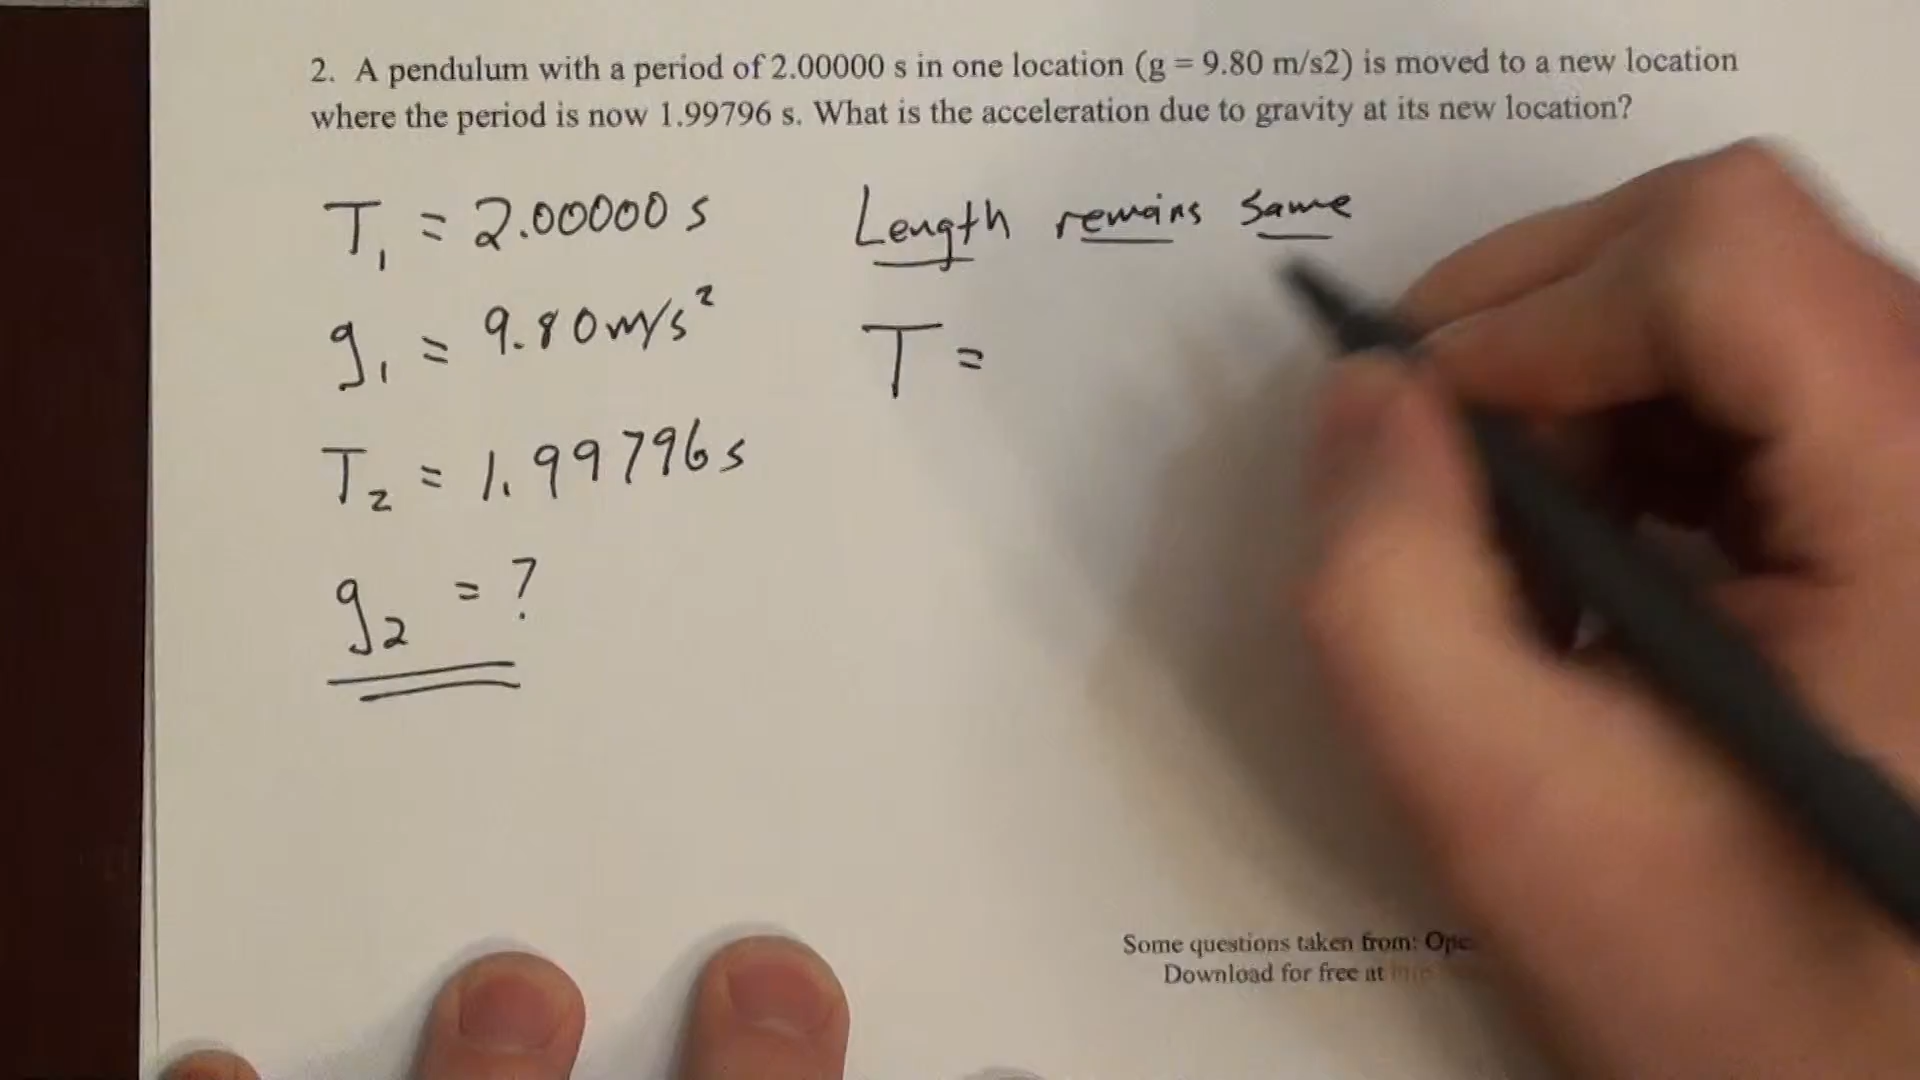 2. A pendulum with a period of 2.00000 s in one location (g = 9.80 m/s2) is moved to a new location
where the period is now 1.99796 s. What is the acceleration due to gravity at its new location?
T₁ = 2.00000 s
g₁ = 9.80 m/s²
T₂ = 1.99796 s
g₂ = ?
Length remains same
T =
Some questions taken from:
Download for free at